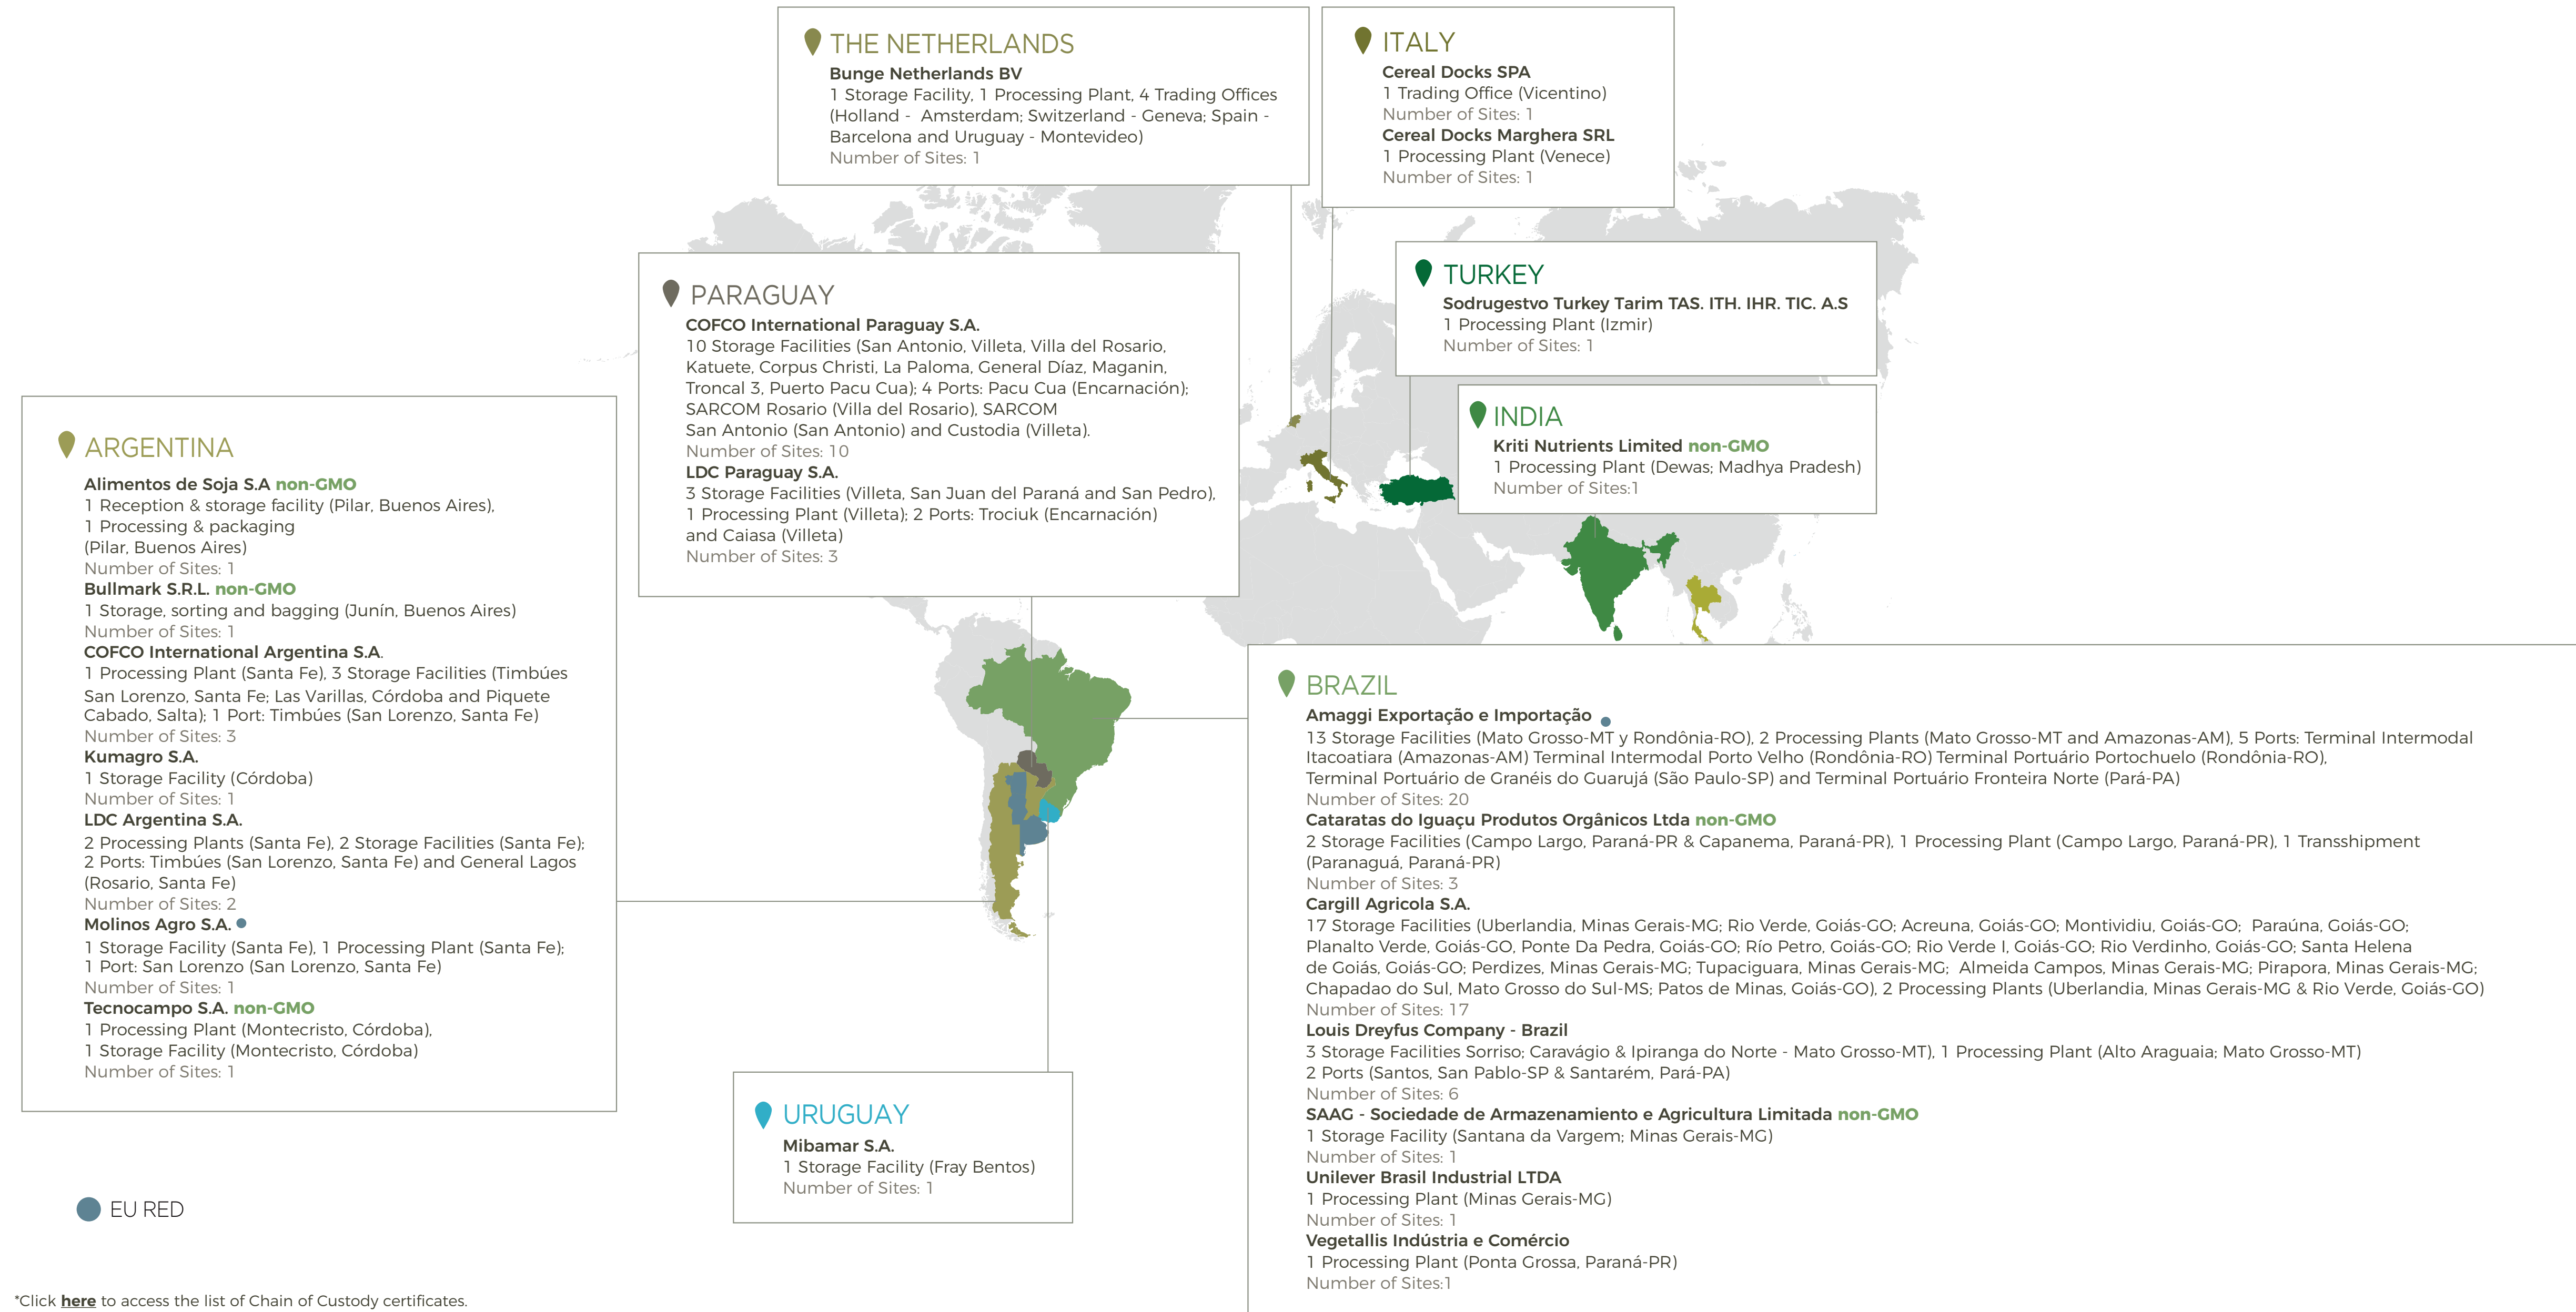 THE NETHERLANDS
Bunge Netherlands BV
1 Storage Facility, 1 Processing Plant, 4 Trading Offices
(Holland - Amsterdam; Switzerland - Geneva; Spain -
Barcelona and Uruguay - Montevideo)
Number of Sites: 1
ITALY
Cereal Docks SPA
1 Trading Office (Vicentino)
Number of Sites: 1
Cereal Docks Marghera SRL
1 Processing Plant (Venece)
Number of Sites: 1
PARAGUAY
COFCO International Paraguay S.A.
10 Storage Facilities (San Antonio, Villeta, Villa del Rosario,
Katuete, Corpus Christi, La Paloma, General Díaz, Maganin,
Troncal 3, Puerto Pacu Cua); 4 Ports: Pacu Cua (Encarnación);
SARCOM Rosario (Villa del Rosario), SARCOM
San Antonio (San Antonio) and Custodia (Villeta).
Number of Sites: 10
LDC Paraguay S.A.
3 Storage Facilities (Villeta, San Juan del Paraná and San Pedro),
1 Processing Plant (Villeta); 2 Ports: Trociuk (Encarnación)
and Caiasa (Villeta)
Number of Sites: 3
TURKEY
Sodrugestvo Turkey Tarim TAS. ITH. IHR. TIC. A.S
1 Processing Plant (Izmir)
Number of Sites: 1
INDIA
Kriti Nutrients Limited non-GMO
1 Processing Plant (Dewas; Madhya Pradesh)
Number of Sites:1
ARGENTINA
Alimentos de Soja S.A non-GMO
1 Reception & storage facility (Pilar, Buenos Aires),
1 Processing & packaging
(Pilar, Buenos Aires)
Number of Sites: 1
Bullmark S.R.L. non-GMO
1 Storage, sorting and bagging (Junín, Buenos Aires)
Number of Sites: 1
COFCO International Argentina S.A.
1 Processing Plant (Santa Fe), 3 Storage Facilities (Timbúes
San Lorenzo, Santa Fe; Las Varillas, Córdoba and Piquete
Cabado, Salta); 1 Port: Timbúes (San Lorenzo, Santa Fe)
Number of Sites: 3
Kumagro S.A.
1 Storage Facility (Córdoba)
Number of Sites: 1
LDC Argentina S.A.
2 Processing Plants (Santa Fe), 2 Storage Facilities (Santa Fe);
2 Ports: Timbúes (San Lorenzo, Santa Fe) and General Lagos
(Rosario, Santa Fe)
Number of Sites: 2
Molinos Agro S.A.
1 Storage Facility (Santa Fe), 1 Processing Plant (Santa Fe);
1 Port: San Lorenzo (San Lorenzo, Santa Fe)
Number of Sites: 1
Tecnocampo S.A. non-GMO
1 Processing Plant (Montecristo, Córdoba),
1 Storage Facility (Montecristo, Córdoba)
Number of Sites: 1
BRAZIL
Amaggi Exportação e Importação
13 Storage Facilities (Mato Grosso-MT y Rondônia-RO), 2 Processing Plants (Mato Grosso-MT and Amazonas-AM), 5 Ports: Terminal Intermodal
Itacoatiara (Amazonas-AM) Terminal Intermodal Porto Velho (Rondônia-RO) Terminal Portuário Portochuelo (Rondônia-RO),
Terminal Portuário de Granéis do Guarujá (São Paulo-SP) and Terminal Portuário Fronteira Norte (Pará-PA)
Number of Sites: 20
Cataratas do Iguaçu Produtos Orgânicos Ltda non-GMO
2 Storage Facilities (Campo Largo, Paraná-PR & Capanema, Paraná-PR), 1 Processing Plant (Campo Largo, Paraná-PR), 1 Transshipment
(Paranaguá, Paraná-PR)
Number of Sites: 3
Cargill Agricola S.A.
17 Storage Facilities (Uberlandia, Minas Gerais-MG; Rio Verde, Goiás-GO; Acreuna, Goiás-GO; Montividiu, Goiás-GO; Paraúna, Goiás-GO;
Planalto Verde, Goiás-GO, Ponte Da Pedra, Goiás-GO; Río Petro, Goiás-GO; Rio Verde I, Goiás-GO; Rio Verdinho, Goiás-GO; Santa Helena
de Goiás, Goiás-GO; Perdizes, Minas Gerais-MG; Tupaciguara, Minas Gerais-MG; Almeida Campos, Minas Gerais-MG; Pirapora, Minas Gerais-MG;
Chapadao do Sul, Mato Grosso do Sul-MS; Patos de Minas, Goiás-GO), 2 Processing Plants (Uberlandia, Minas Gerais-MG & Rio Verde, Goiás-GO)
Number of Sites: 17
Louis Dreyfus Company - Brazil
3 Storage Facilities Sorriso; Caravágio & Ipiranga do Norte - Mato Grosso-MT), 1 Processing Plant (Alto Araguaia; Mato Grosso-MT)
2 Ports (Santos, San Pablo-SP & Santarém, Pará-PA)
Number of Sites: 6
SAAG - Sociedade de Armazenamiento e Agricultura Limitada non-GMO
1 Storage Facility (Santana da Vargem; Minas Gerais-MG)
Number of Sites: 1
Unilever Brasil Industrial LTDA
1 Processing Plant (Minas Gerais-MG)
Number of Sites: 1
Vegetallis Indústria e Comércio
1 Processing Plant (Ponta Grossa, Paraná-PR)
Number of Sites:1
URUGUAY
Mibamar S.A.
1 Storage Facility (Fray Bentos)
Number of Sites: 1
EU RED
*Click here to access the list of Chain of Custody certificates.